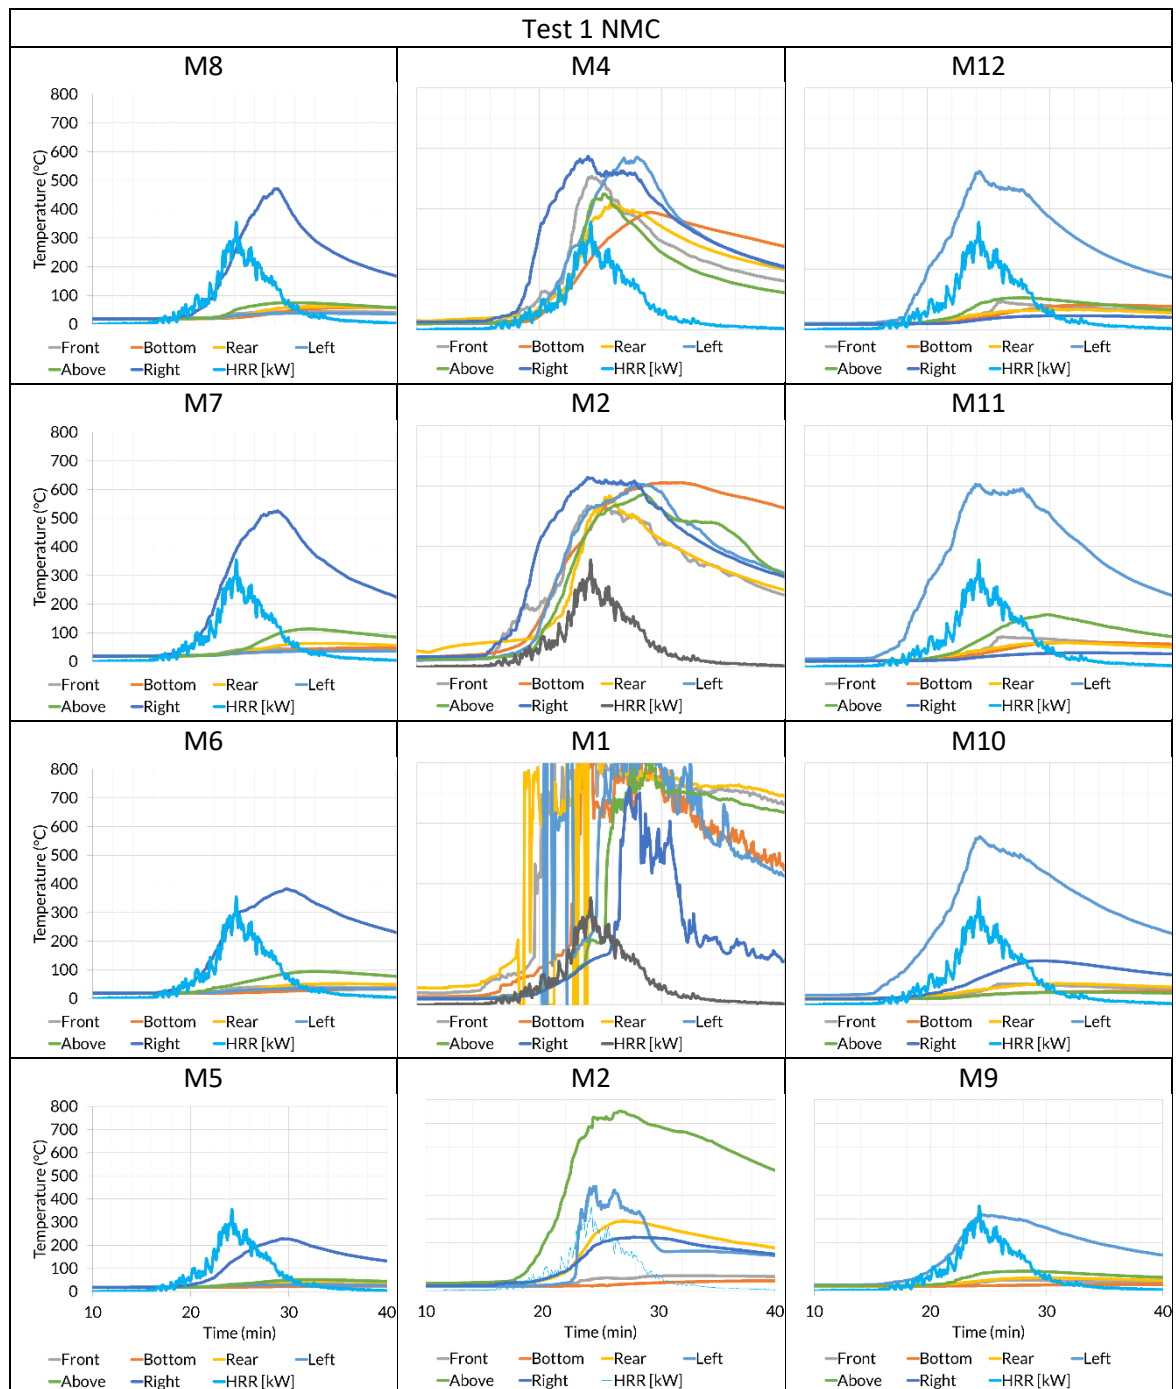 Test 1 NMC
M8 M4 M12
800
700
600
500
400
300
200
100
0
Temperature (°C)
Front Bottom Rear Left Front Bottom Rear Left Front Bottom Rear Left
Above Right HRR [kW] Above Right HRR [kW] Above Right HRR [kW]
M7 M2 M11
800
700
600
500
400
300
200
100
0
Temperature (°C)
Front Bottom Rear Left Front Bottom Rear Left Front Bottom Rear Left
Above Right HRR [kW] Above Right HRR [kW] Above Right HRR [kW]
M6 M1 M10
800
700
600
500
400
300
200
100
0
Temperature (°C)
Front Bottom Rear Left Front Bottom Rear Left Front Bottom Rear Left
Above Right HRR [kW] Above Right HRR [kW] Above Right HRR [kW]
M5 M2 M9
800
700
600
500
400
300
200
100
0
Temperature (°C)
10 20 30 40 10 20 30 40 10 20 30 40
Time (min) Time (min) Time (min)
Front Bottom Rear Left Front Bottom Rear Left Front Bottom Rear Left
Above Right HRR [kW] Above Right HRR [kW] Above Right HRR [kW]